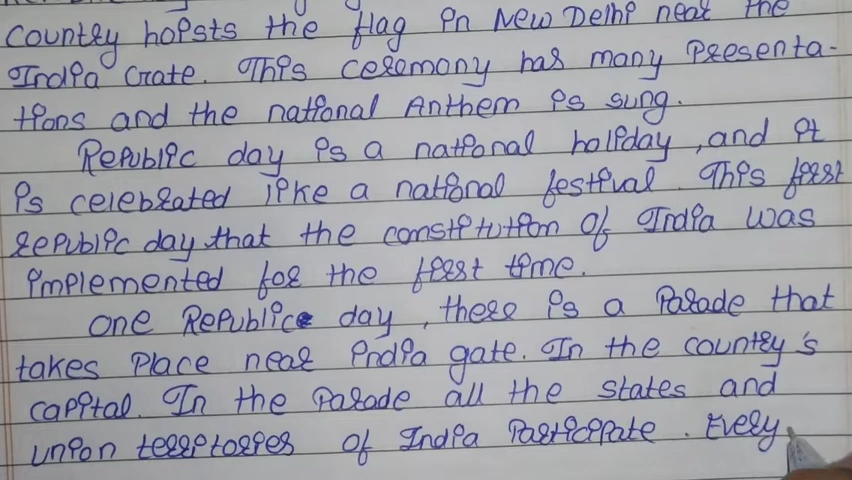 country hoists the flag in New Delhi near the
India Gate. This ceremony has many Presenta-
tions and the national Anthem is sung.
Republic day is a national holiday, and it
is celebrated like a national festival. This first
republic day that the constitution of India was
implemented for the first time.
one Republic day, there is a Parade that
takes Place near india gate. In the country's
capital. In the Parade all the states and
union territories of India Participate. Every